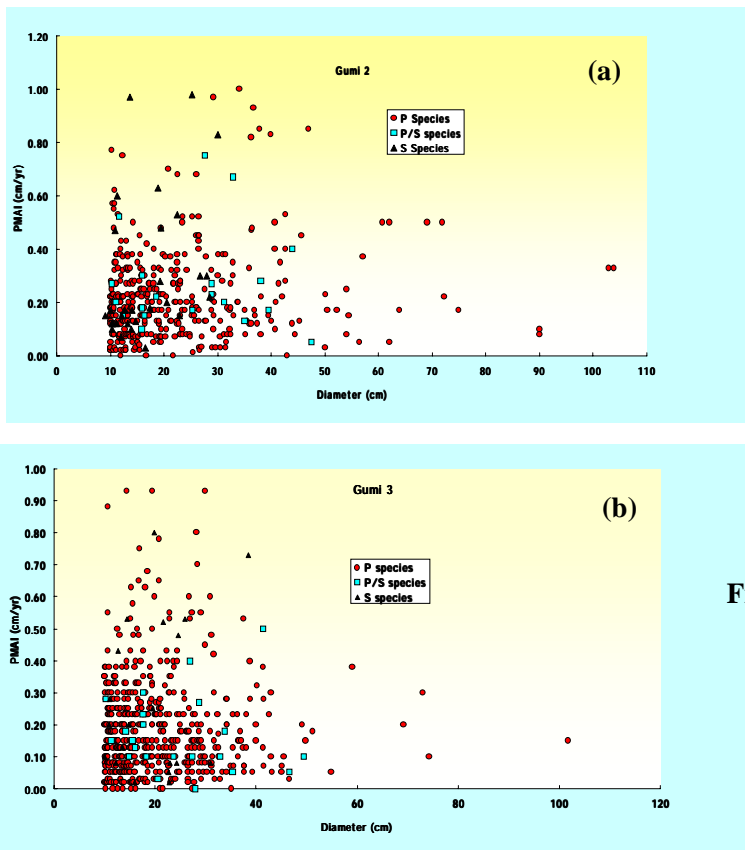 1.20
1.00
0.80
0.60
0.40
0.20
0.00
PMAI (cm/yr)
Gumi 2
(a)
P Species
P/S species
S Species
0 10 20 30 40 50 60 70 80 90 100 110
Diameter (cm)
1.00
0.90
0.80
0.70
0.60
0.50
0.40
0.30
0.20
0.10
0.00
PMAI (cm/yr)
Gumi 3
(b)
P species
P/S species
S species
0 20 40 60 80 100 120
Diameter (cm)